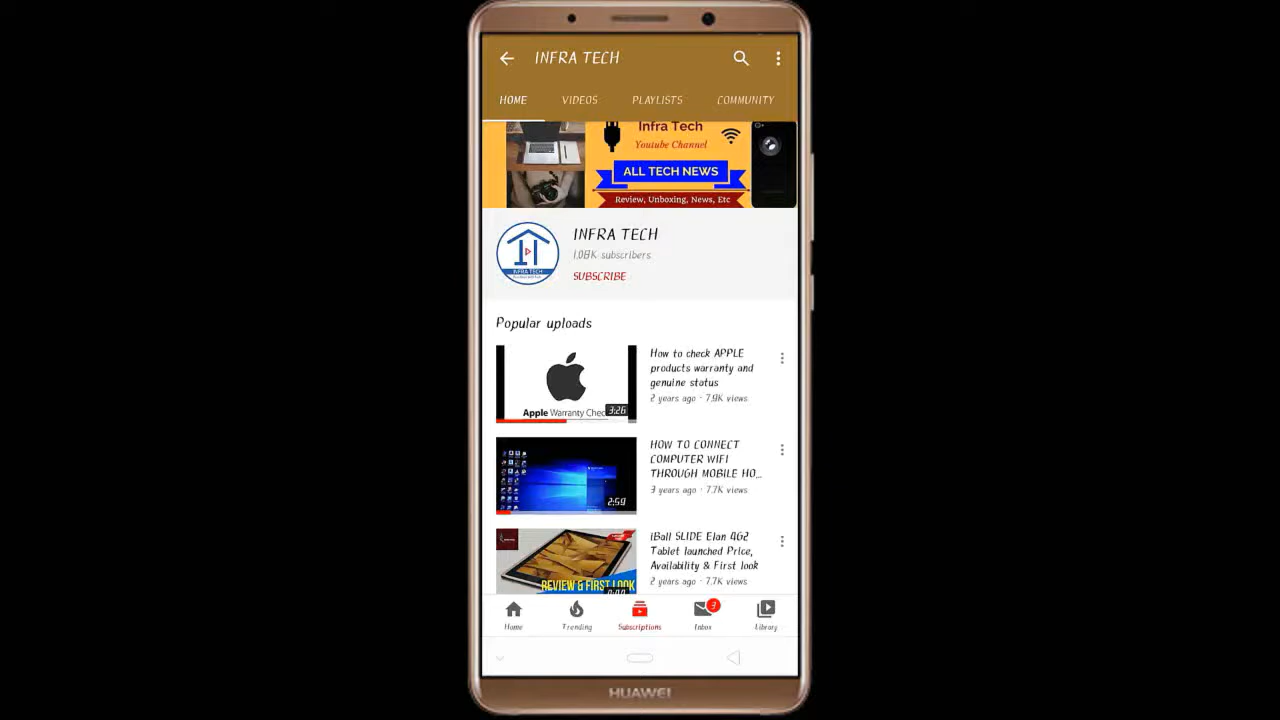 INFRA TECH
HOME VIDEOS PLAYLISTS COMMUNITY
Infra Tech
Youtube Channel
ALL TECH NEWS
Review, Unboxing, News, Etc
INFRA TECH
INFRA TECH
1.08K subscribers
SUBSCRIBE
Popular uploads
Apple Warranty Chec
3:26
How to check APPLE
products warranty and
genuine status
2 years ago · 7.9K views
2:59
HOW TO CONNECT
COMPUTER WIFI
THROUGH MOBILE HO...
3 years ago · 7.7K views
REVIEW & FIRST LOOK
iBall SLIDE Elan 4G2
Tablet launched Price,
Availability & First look
2 years ago · 7.7K views
Home Trending Subscriptions Inbox Library
HUAWEI